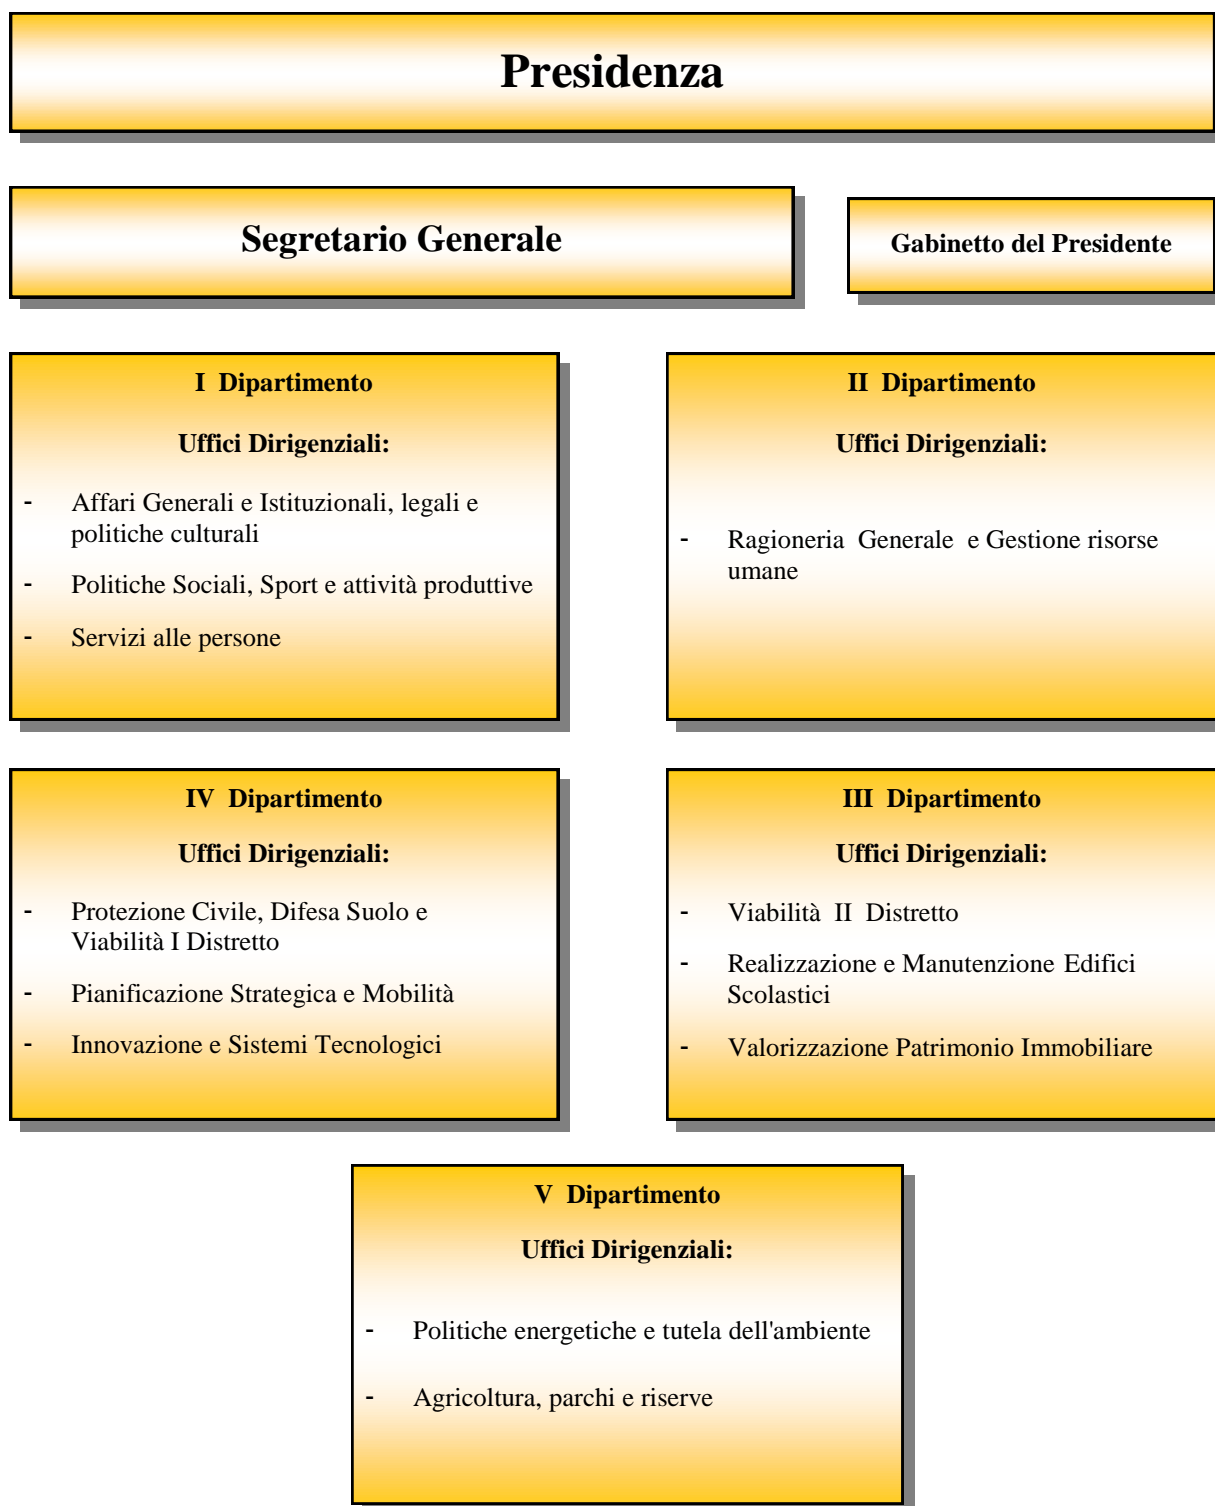 Presidenza
Segretario Generale
Gabinetto del Presidente
I Dipartimento
Uffici Dirigenziali:
- Affari Generali e Istituzionali, legali e
politiche culturali
- Politiche Sociali, Sport e attività produttive
- Servizi alle persone
II Dipartimento
Uffici Dirigenziali:
- Ragioneria Generale e Gestione risorse
umane
IV Dipartimento
Uffici Dirigenziali:
- Protezione Civile, Difesa Suolo e
Viabilità I Distretto
- Pianificazione Strategica e Mobilità
- Innovazione e Sistemi Tecnologici
III Dipartimento
Uffici Dirigenziali:
- Viabilità II Distretto
- Realizzazione e Manutenzione Edifici
Scolastici
- Valorizzazione Patrimonio Immobiliare
V Dipartimento
Uffici Dirigenziali:
- Politiche energetiche e tutela dell'ambiente
- Agricoltura, parchi e riserve